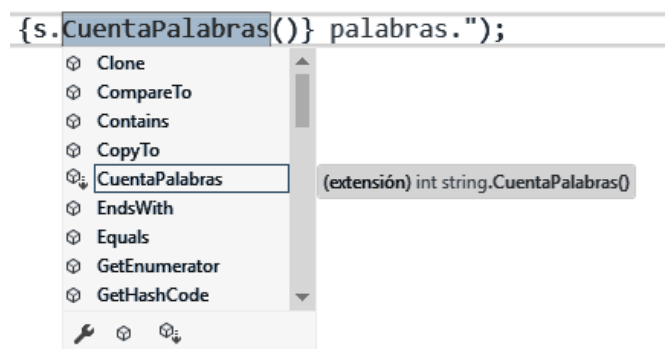 {s.CuentaPalabras()} palabras.");
Clone
CompareTo
Contains
CopyTo
CuentaPalabras
(extensión) int string.CuentaPalabras()
EndsWith
Equals
GetEnumerator
GetHashCode